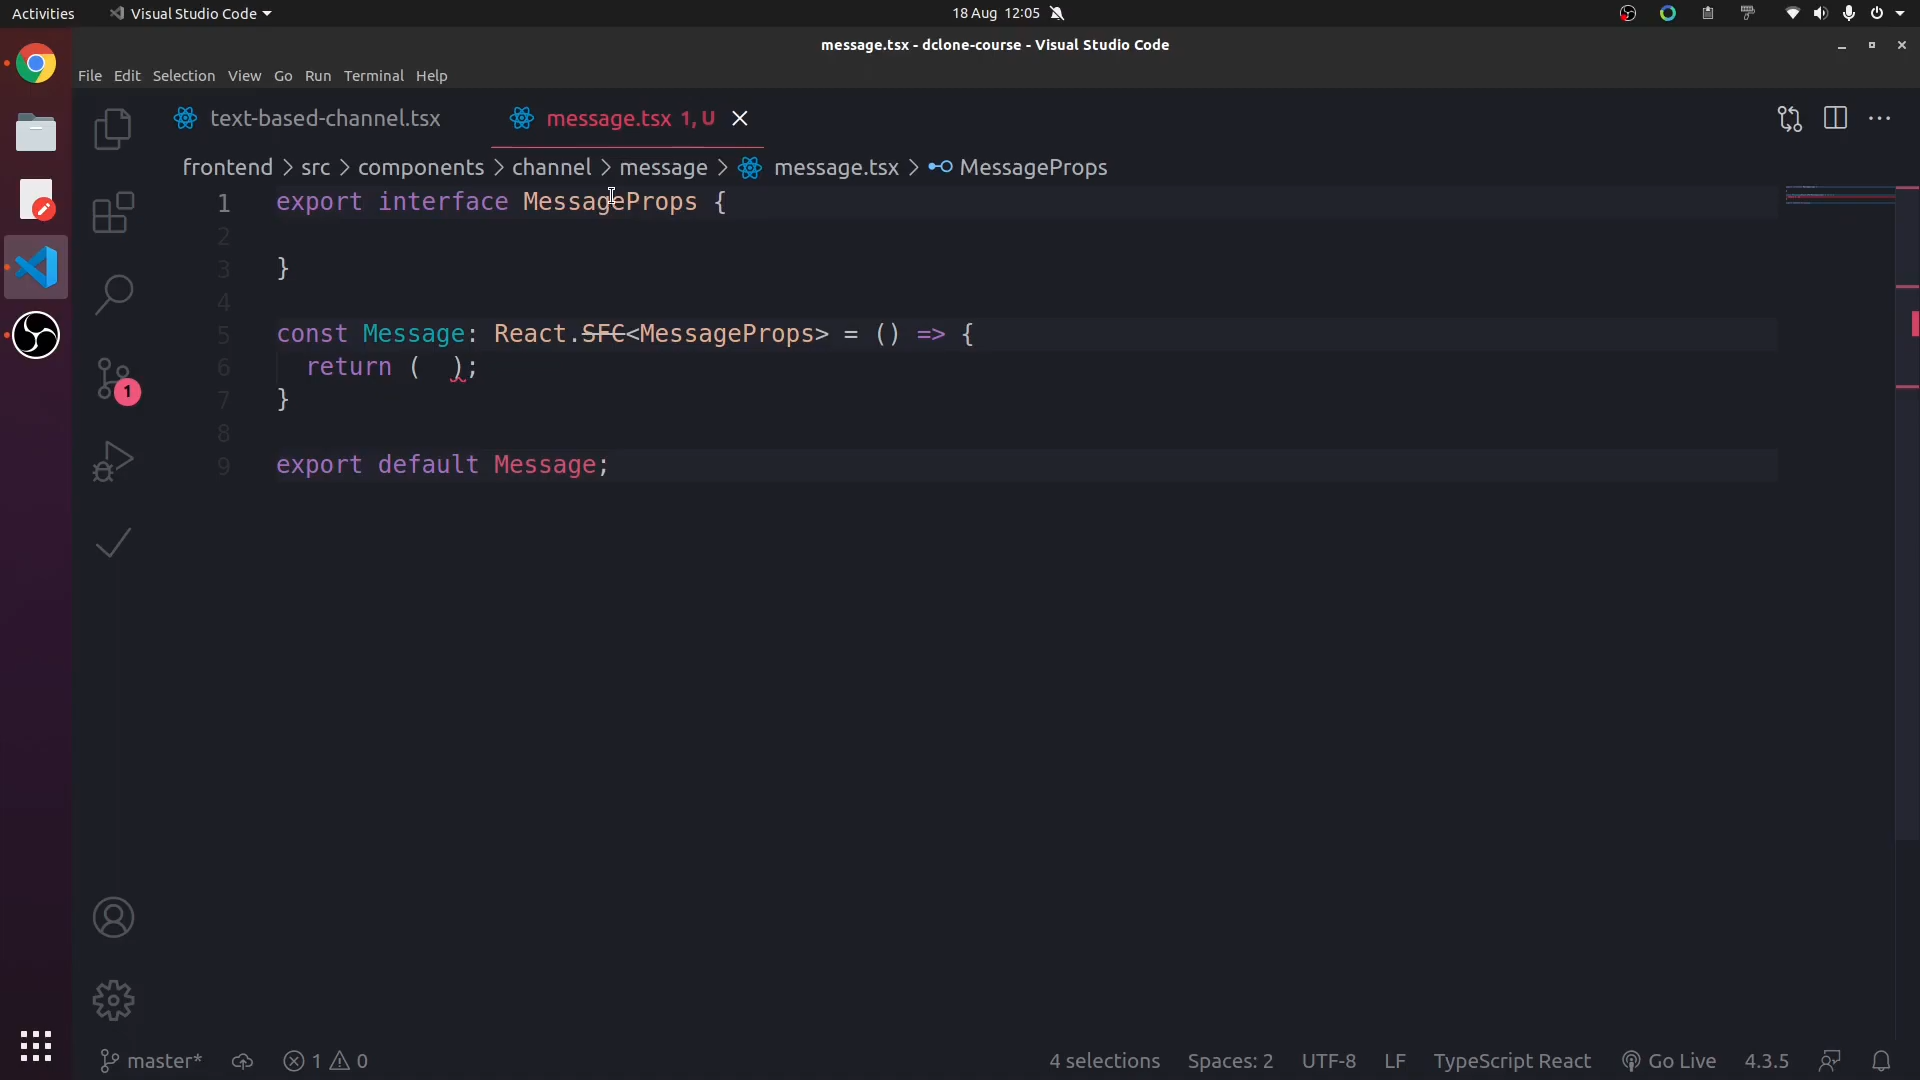 Activities
Visual Studio Code
18 Aug 12:05
message.tsx - dclone-course - Visual Studio Code
File Edit Selection View Go Run Terminal Help
text-based-channel.tsx
message.tsx 1, U
frontend > src > components > channel > message > message.tsx > MessageProps
1 export interface MessageProps {
2
3 }
4
5 const Message: React.SFC<MessageProps> = () => {
6 return (  );
7 }
8
9 export default Message;
1
master*
1 0
4 selections
Spaces: 2
UTF-8
LF
TypeScript React
Go Live
4.3.5